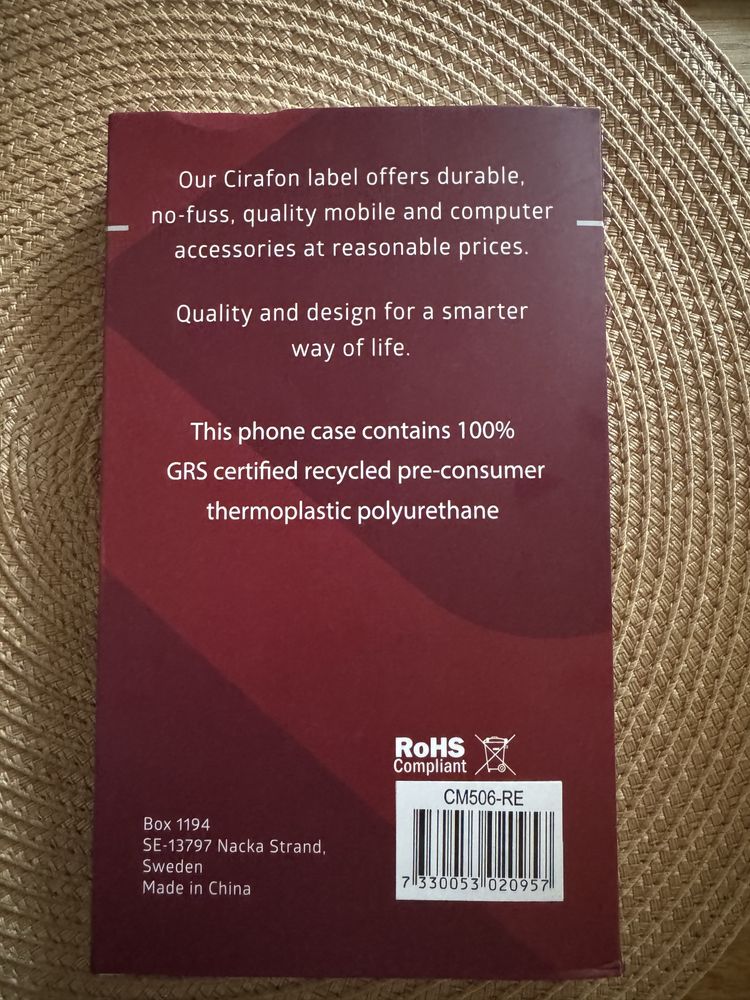 Our Cirafon label offers durable,
no-fuss, quality mobile and computer
accessories at reasonable prices.
Quality and design for a smarter
way of life.
This phone case contains 100%
GRS certified recycled pre-consumer
thermoplastic polyurethane
RoHS
Compliant
CM506-RE
7 330053 020957
Box 1194
SE-13797 Nacka Strand,
Sweden
Made in China